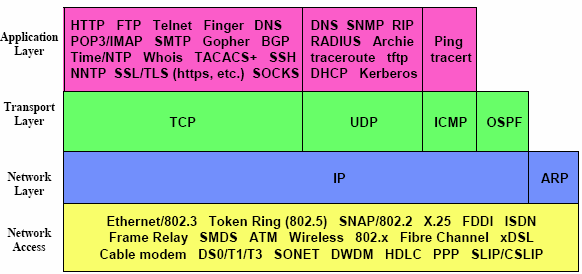 Application Layer
HTTP FTP Telnet Finger DNS
POP3/IMAP SMTP Gopher BGP
Time/NTP Whois TACACS+ SSH
NNTP SSL/TLS (https, etc.) SOCKS
DNS SNMP RIP
RADIUS Archie
traceroute tftp
DHCP Kerberos
Ping
tracert
Transport
Layer
TCP
UDP
ICMP
OSPF
Network
Layer
IP
ARP
Network
Access
Ethernet/802.3 Token Ring (802.5) SNAP/802.2 X.25 FDDI ISDN
Frame Relay SMDS ATM Wireless 802.x Fibre Channel xDSL
Cable modem DS0/T1/T3 SONET DWDM HDLC PPP SLIP/CSLIP